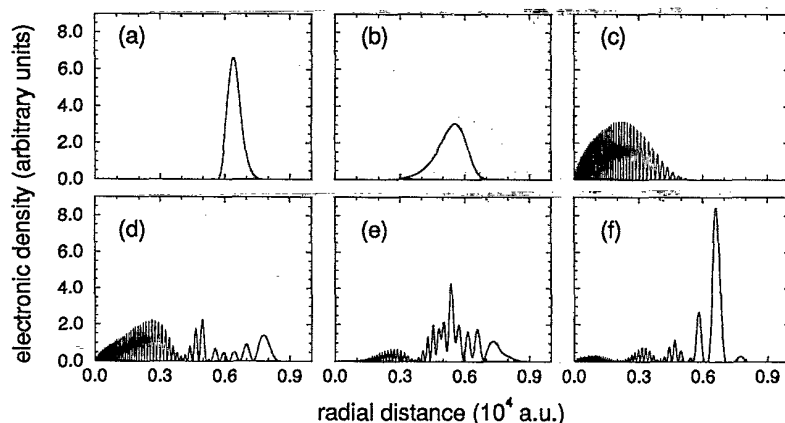 8.0
6.0
4.0
2.0
0.0
(a)
(b)
(c)
8.0
6.0
4.0
2.0
0.0
(d)
(e)
(f)
0.0 0.3 0.6 0.9 0.0 0.3 0.6 0.9 0.0 0.3 0.6 0.9
electronic density (arbitrary units)
radial distance (10⁴ a.u.)